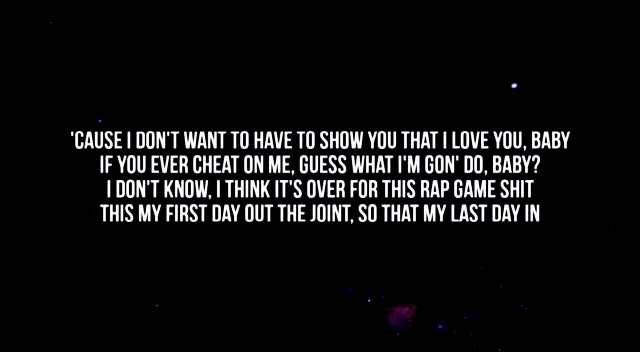 'CAUSE I DON'T WANT TO HAVE TO SHOW YOU THAT I LOVE YOU, BABY
IF YOU EVER CHEAT ON ME, GUESS WHAT I'M GON' DO, BABY?
I DON'T KNOW, I THINK IT'S OVER FOR THIS RAP GAME SHIT
THIS MY FIRST DAY OUT THE JOINT, SO THAT MY LAST DAY IN